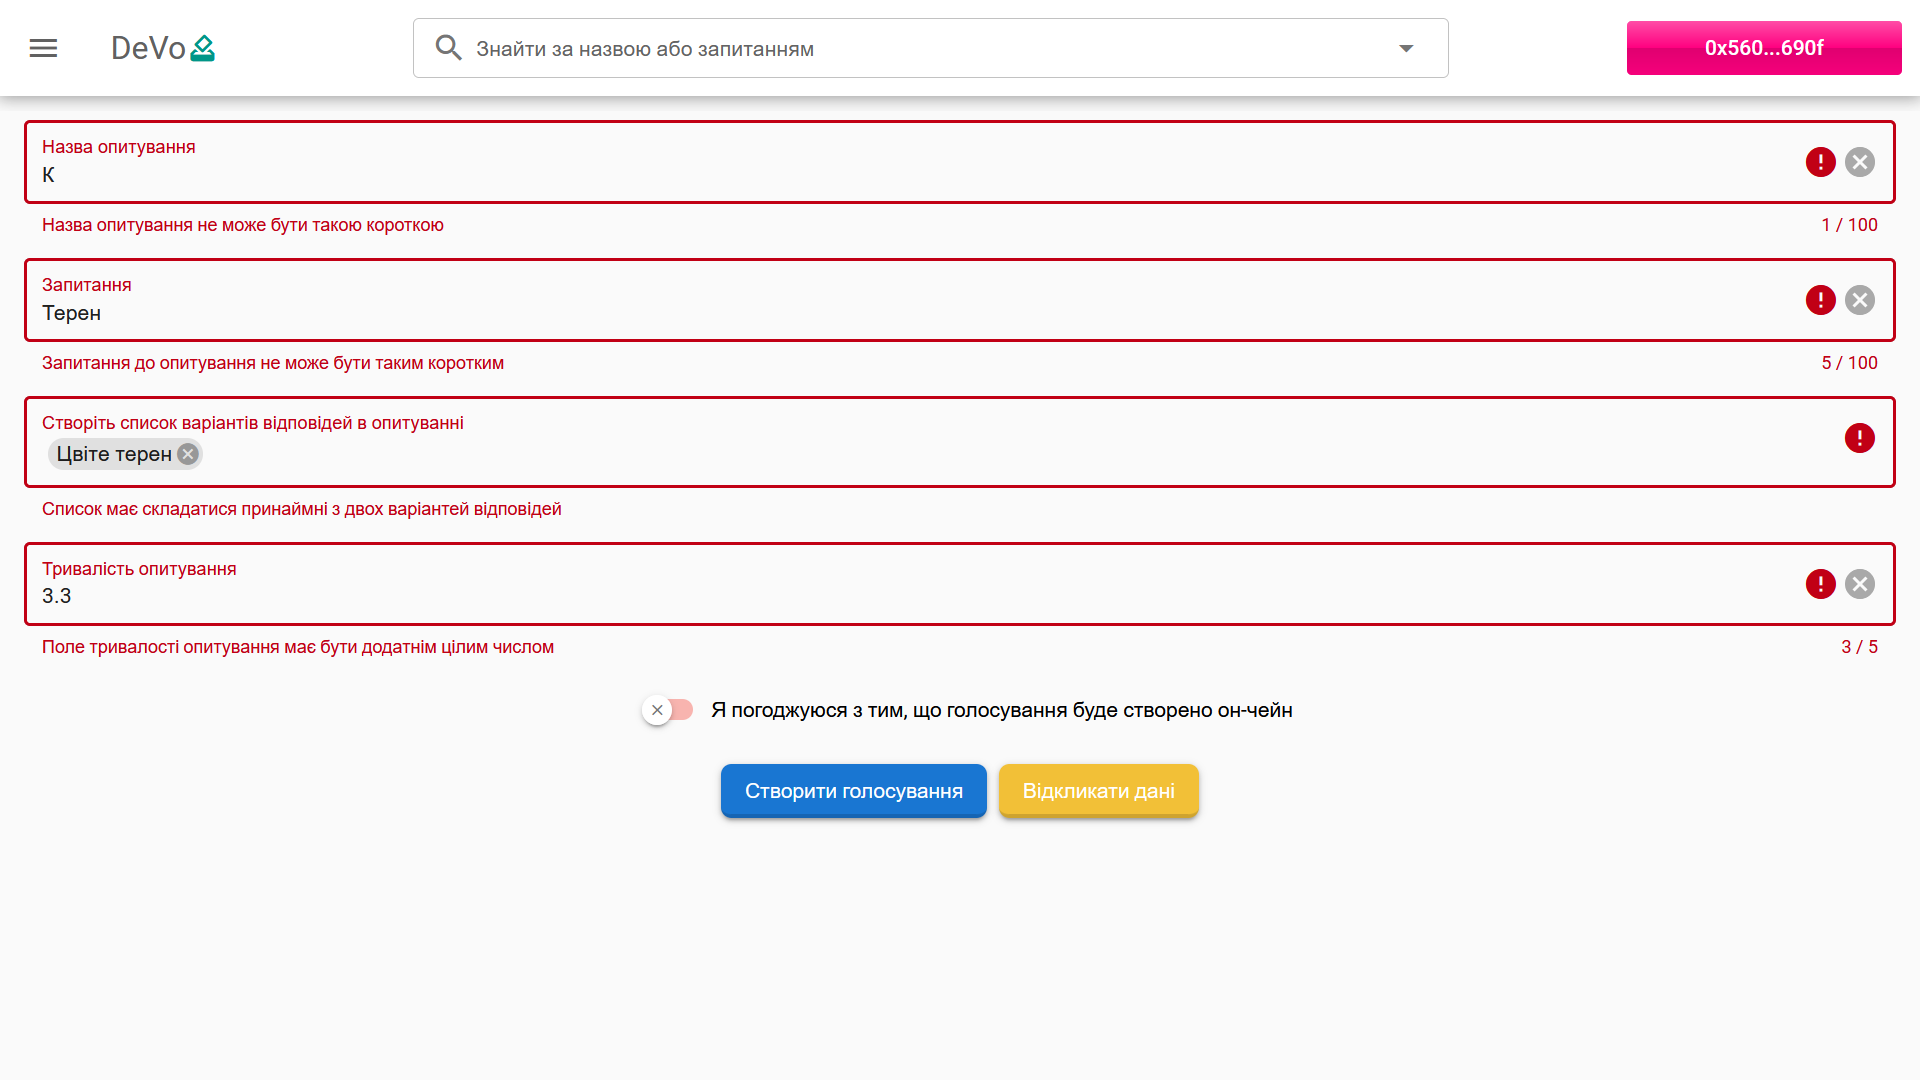 DeVo
Знайти за назвою або запитанням
0x560...690f
Назва опитування
К
Назва опитування не може бути такою короткою
1 / 100
Запитання
Терен
Запитання до опитування не може бути таким коротким
5 / 100
Створіть список варіантів відповідей в опитуванні
Цвіте терен
Список має складатися принаймні з двох варіантей відповідей
Тривалість опитування
3.3
Поле тривалості опитування має бути додатнім цілим числом
3 / 5
Я погоджуюся з тим, що голосування буде створено он-чейн
Створити голосування
Відкликати дані